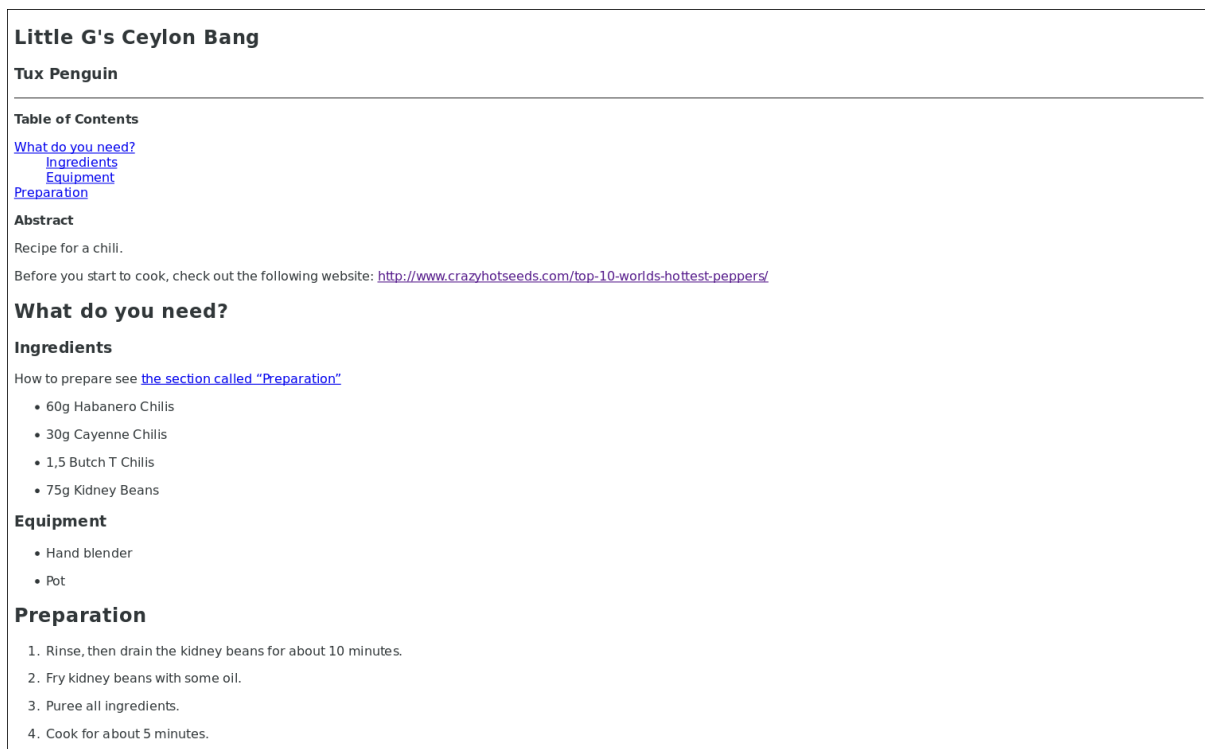 Little G's Ceylon Bang
Tux Penguin
Table of Contents
What do you need?
Ingredients
Equipment
Preparation
Abstract
Recipe for a chili.
Before you start to cook, check out the following website: http://www.crazyhotseeds.com/top-10-worlds-hottest-peppers/
What do you need?
Ingredients
How to prepare see the section called “Preparation”
• 60g Habanero Chilis
• 30g Cayenne Chilis
• 1,5 Butch T Chilis
• 75g Kidney Beans
Equipment
• Hand blender
• Pot
Preparation
1. Rinse, then drain the kidney beans for about 10 minutes.
2. Fry kidney beans with some oil.
3. Puree all ingredients.
4. Cook for about 5 minutes.